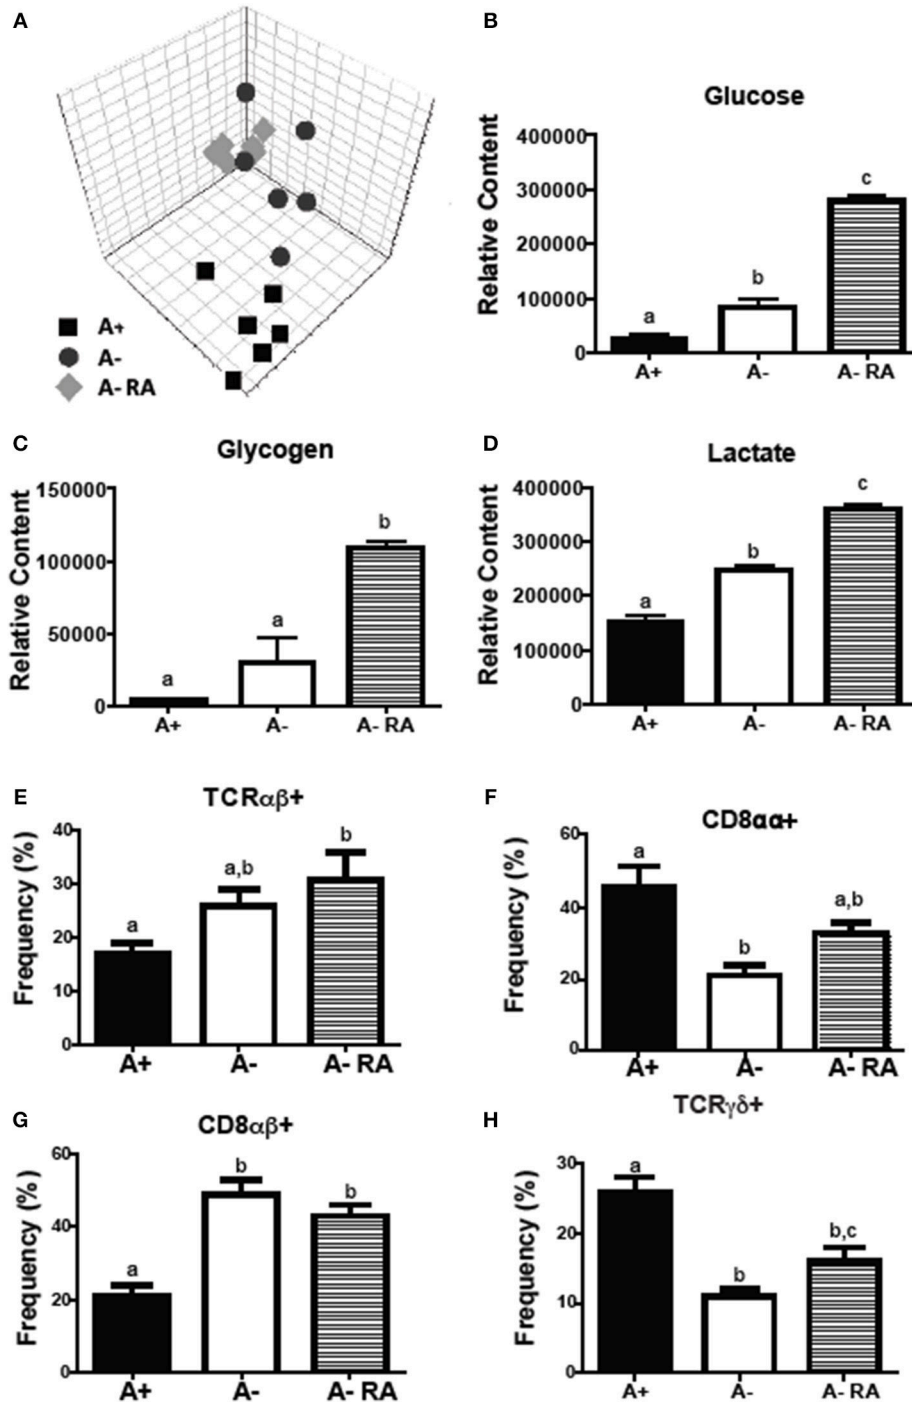 A
A+
A-
A- RA
B
Glucose
Relative Content
400000
300000
200000
100000
0
a
b
c
A+
A-
A- RA
C
Glycogen
Relative Content
150000
100000
50000
0
a
a
b
A+
A-
A- RA
D
Lactate
Relative Content
400000
300000
200000
100000
0
a
b
c
A+
A-
A- RA
E
TCRαβ+
Frequency (%)
40
30
20
10
0
a
a,b
b
A+
A-
A- RA
F
CD8αα+
Frequency (%)
60
40
20
0
a
b
a,b
A+
A-
A- RA
G
CD8αβ+
Frequency (%)
60
40
20
0
a
b
b
A+
A-
A- RA
H
TCRγδ+
Frequency (%)
30
20
10
0
a
b
b,c
A+
A-
A- RA